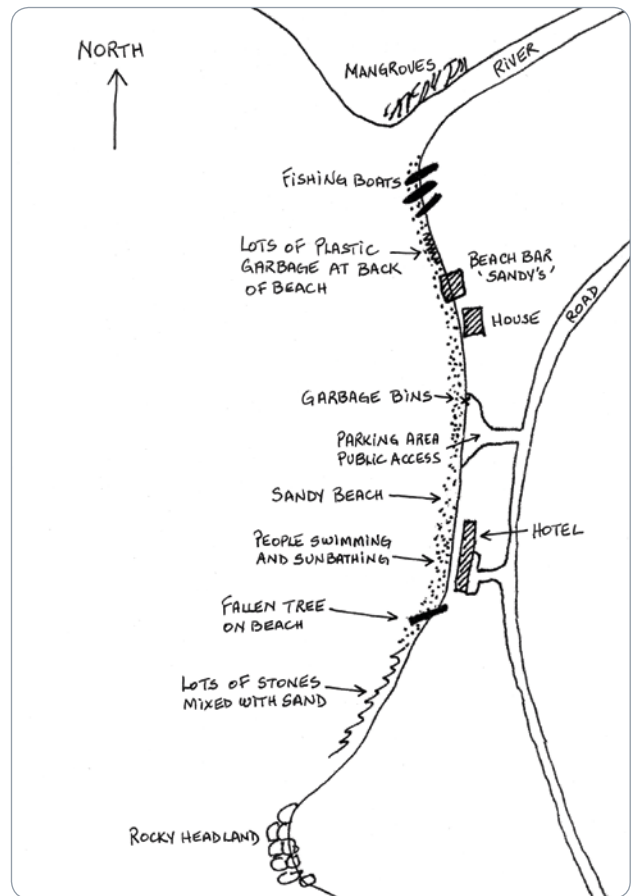 NORTH
MANGROVES
RIVER
FISHING BOATS
LOTS OF PLASTIC
GARBAGE AT BACK
OF BEACH
BEACH BAR
'SANDY'S'
HOUSE
ROAD
GARBAGE BINS
PARKING AREA
PUBLIC ACCESS
SANDY BEACH
HOTEL
PEOPLE SWIMMING
AND SUNBATHING
FALLEN TREE
ON BEACH
LOTS OF STONES
MIXED WITH SAND
ROCKY HEADLAND